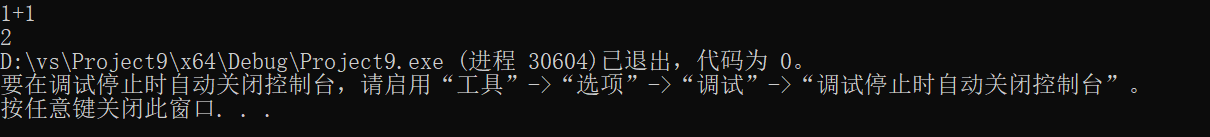 1+1
2
D:\vs\Project9\x64\Debug\Project9.exe (进程 30604)已退出，代码为 0。
要在调试停止时自动关闭控制台，请启用“工具”->“选项”->“调试”->“调试停止时自动关闭控制台”。
按任意键关闭此窗口. . .